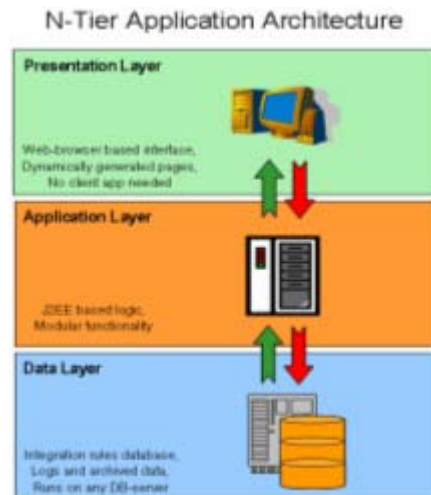 N-Tier Application Architecture
Presentation Layer
Web-browser based interface,
Dynamically generated pages,
No client app needed
Application Layer
J2EE based logic,
Modular functionality
Data Layer
Integration rules database,
Logs and archived data,
Runs on any DB-server